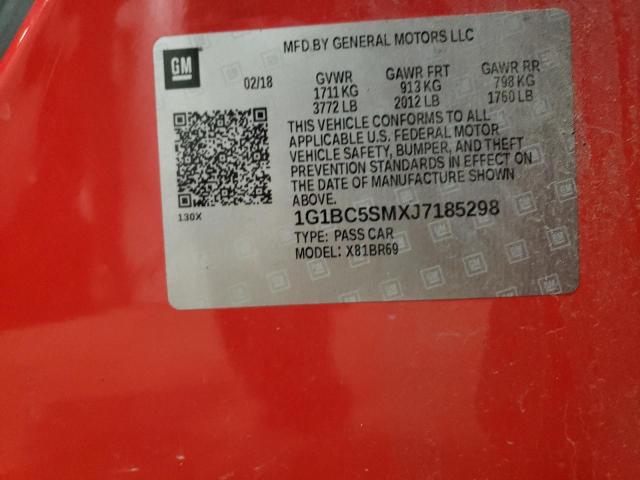 MFD BY GENERAL MOTORS LLC
GM
02/18
GVWR GAWR FRT GAWR RR
1711 KG 913 KG 798 KG
3772 LB 2012 LB 1760 LB
THIS VEHICLE CONFORMS TO ALL
APPLICABLE U.S. FEDERAL MOTOR
VEHICLE SAFETY, BUMPER, AND THEFT
PREVENTION STANDARDS IN EFFECT ON
THE DATE OF MANUFACTURE SHOWN
ABOVE.
130X
1G1BC5SMXJ7185298
TYPE: PASS CAR
MODEL: X81BR69